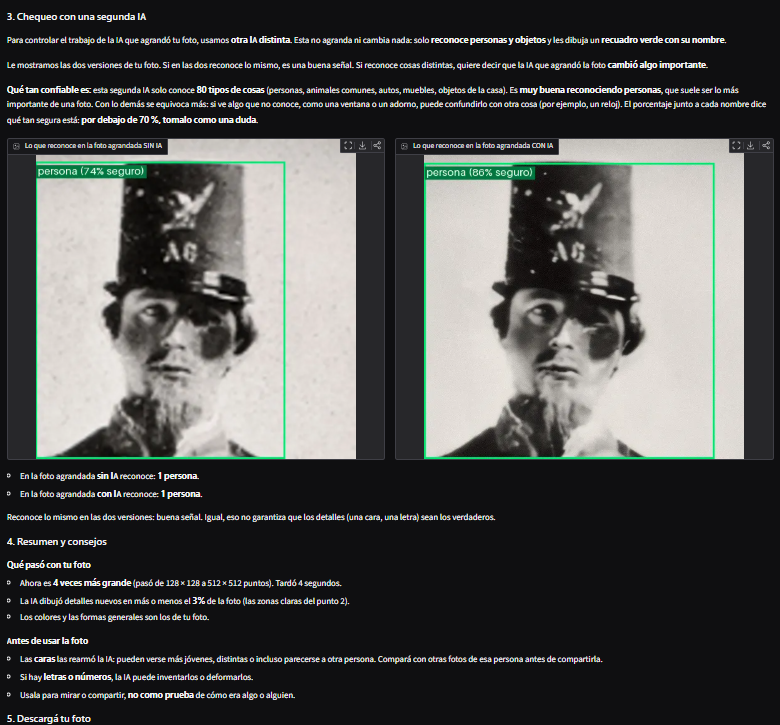 3. Chequeo con una segunda IA
Para controlar el trabajo de la IA que agrandó tu foto, usamos otra IA distinta. Esta no agranda ni cambia nada: solo reconoce personas y objetos y les dibuja un recuadro verde con su nombre.
Le mostramos las dos versiones de tu foto. Si en las dos reconoce lo mismo, es una buena señal. Si reconoce cosas distintas, quiere decir que la IA que agrandó la foto cambió algo importante.
Qué tan confiable es: esta segunda IA solo conoce 80 tipos de cosas (personas, animales comunes, autos, muebles, objetos de la casa). Es muy buena reconociendo personas, que suele ser lo más
importante de una foto. Con lo demás se equivoca más: si ve algo que no conoce, como una ventana o un adorno, puede confundirlo con otra cosa (por ejemplo, un reloj). El porcentaje junto a cada nombre dice
qué tan segura está: por debajo de 70 %, tomalo como una duda.
Lo que reconoce en la foto agrandada SIN IA
persona (74% seguro)
AG
Lo que reconoce en la foto agrandada CON IA
persona (86% seguro)
AG
En la foto agrandada sin IA reconoce: 1 persona.
En la foto agrandada con IA reconoce: 1 persona.
Reconoce lo mismo en las dos versiones: buena señal. Igual, eso no garantiza que los detalles (una cara, una letra) sean los verdaderos.
4. Resumen y consejos
Qué pasó con tu foto
Ahora es 4 veces más grande (pasó de 128 × 128 a 512 × 512 puntos). Tardó 4 segundos.
La IA dibujó detalles nuevos en más o menos el 3% de la foto (las zonas claras del punto 2).
Los colores y las formas generales son los de tu foto.
Antes de usar la foto
Las caras las rearmó la IA: pueden verse más jóvenes, distintas o incluso parecerse a otra persona. Compará con otras fotos de esa persona antes de compartirla.
Si hay letras o números, la IA puede inventarlos o deformarlos.
Usala para mirar o compartir, no como prueba de cómo era algo o alguien.
5. Descargá tu foto